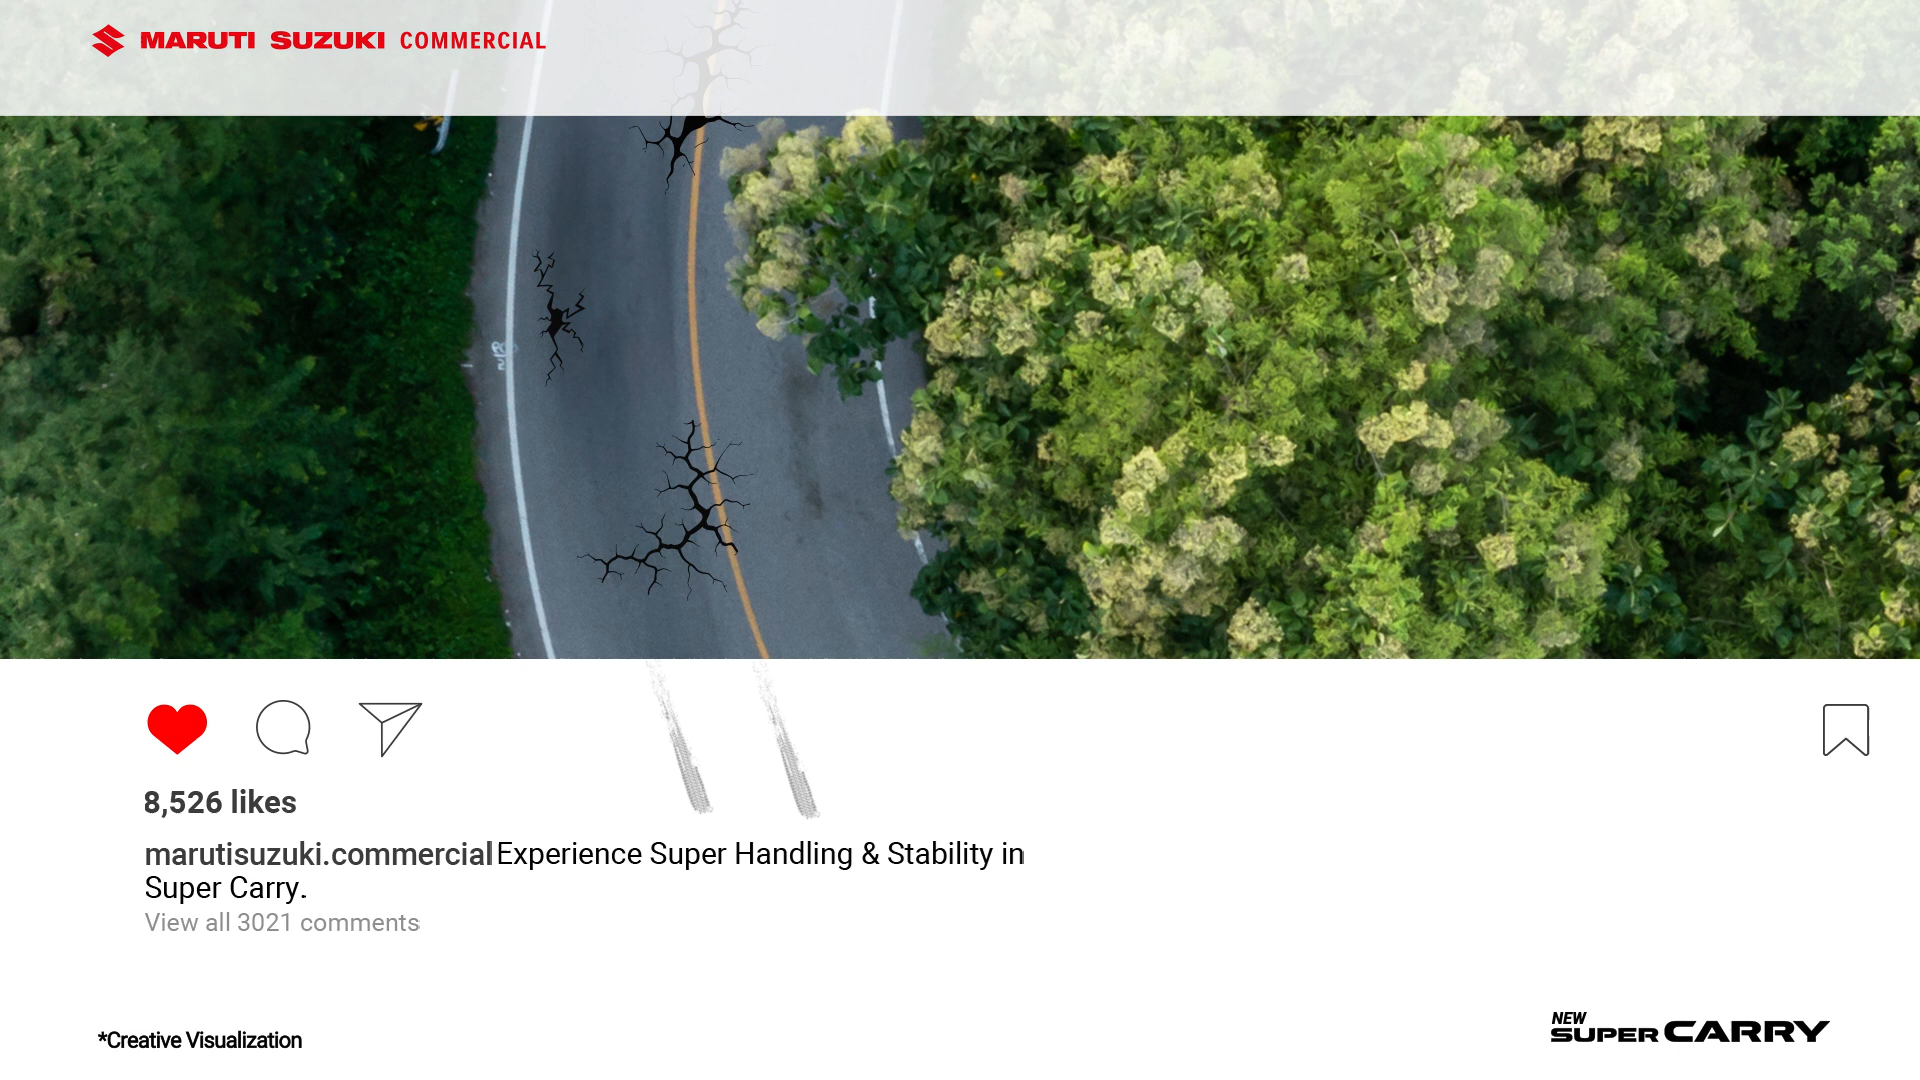 MARUTI SUZUKI COMMERCIAL
8,526 likes
marutisuzuki.commercial Experience Super Handling & Stability in
Super Carry.
View all 3021 comments
NEW
SUPER CARRY
*Creative Visualization